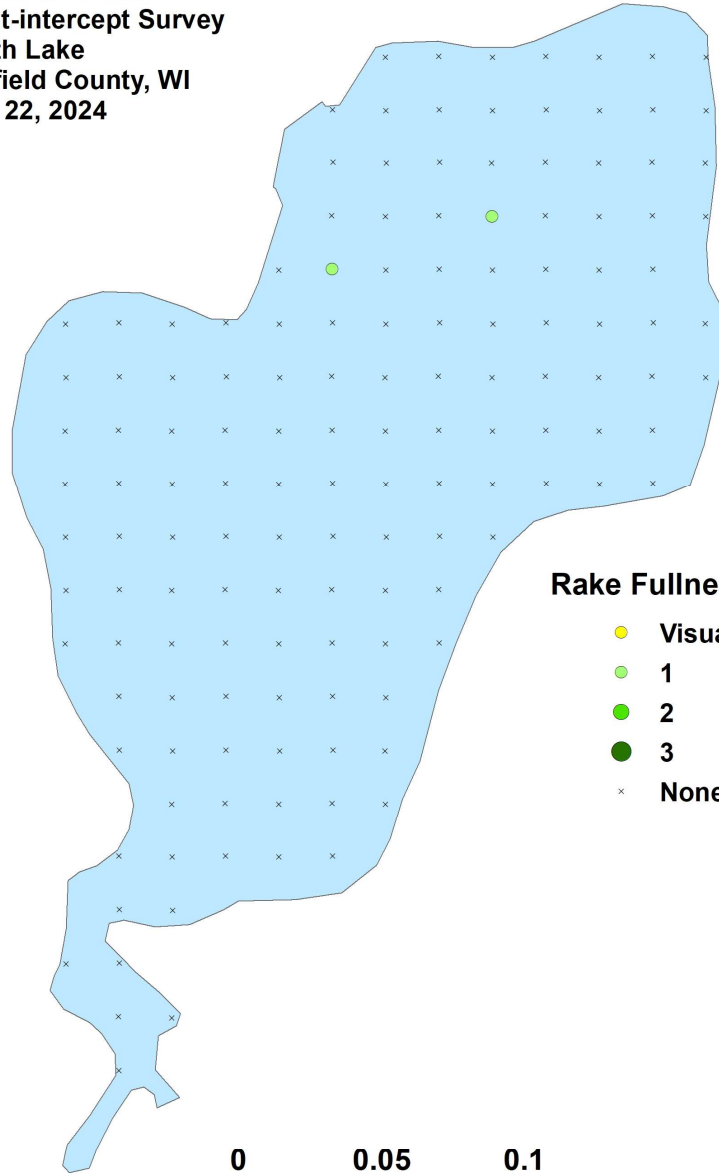 t-intercept Survey
th Lake
field County, WI
22, 2024
Rake Fullne
Visua
1
2
3
None
0 0.05 0.1